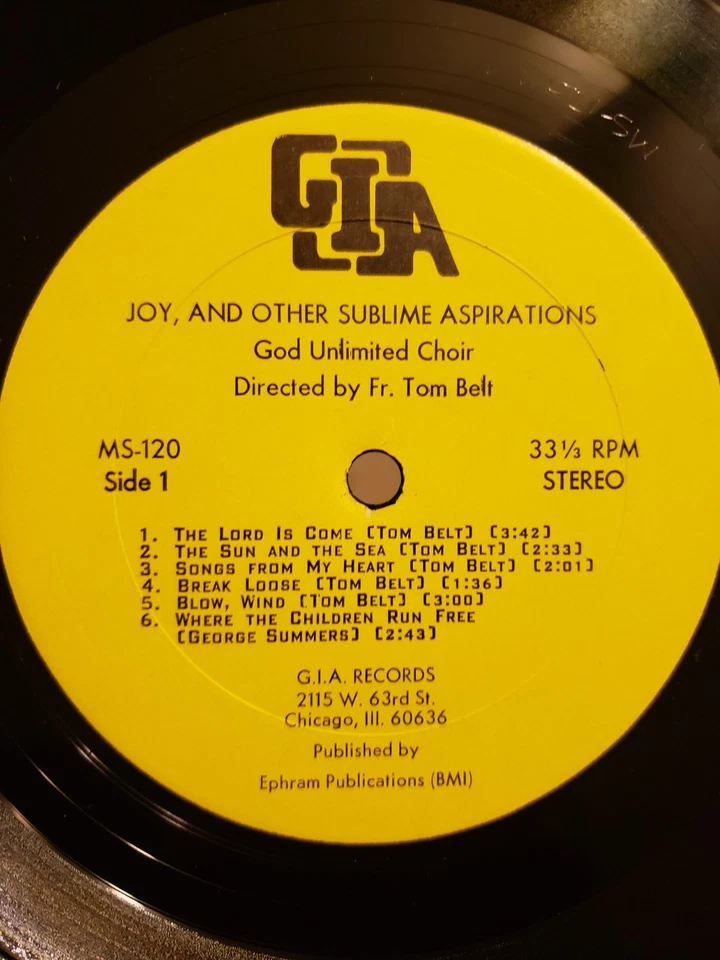 GIA
JOY, AND OTHER SUBLIME ASPIRATIONS
God Unlimited Choir
Directed by Fr. Tom Belt
MS-120
Side 1
33⅓ RPM
STEREO
1. THE LORD IS COME [TOM BELT] [3:42]
2. THE SUN AND THE SEA [TOM BELT] [2:33]
3. SONGS FROM MY HEART [TOM BELT] [2:01]
4. BREAK LOOSE [TOM BELT] [1:36]
5. BLOW, WIND [TOM BELT] [3:00]
6. WHERE THE CHILDREN RUN FREE
[GEORGE SUMMERS] [2:43]
G.I.A. RECORDS
2115 W. 63rd St.
Chicago, Ill. 60636
Published by
Ephram Publications (BMI)